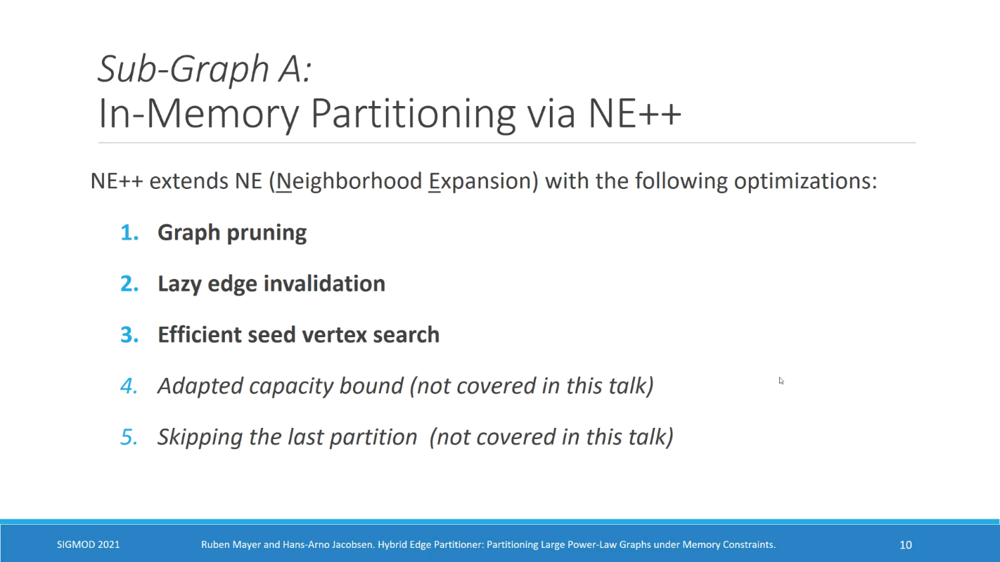 Sub-Graph A:
In-Memory Partitioning via NE++
NE++ extends NE (Neighborhood Expansion) with the following optimizations:
1. Graph pruning
2. Lazy edge invalidation
3. Efficient seed vertex search
4. Adapted capacity bound (not covered in this talk)
5. Skipping the last partition (not covered in this talk)
SIGMOD 2021 Ruben Mayer and Hans-Arno Jacobsen. Hybrid Edge Partitioner: Partitioning Large Power-Law Graphs under Memory Constraints. 10